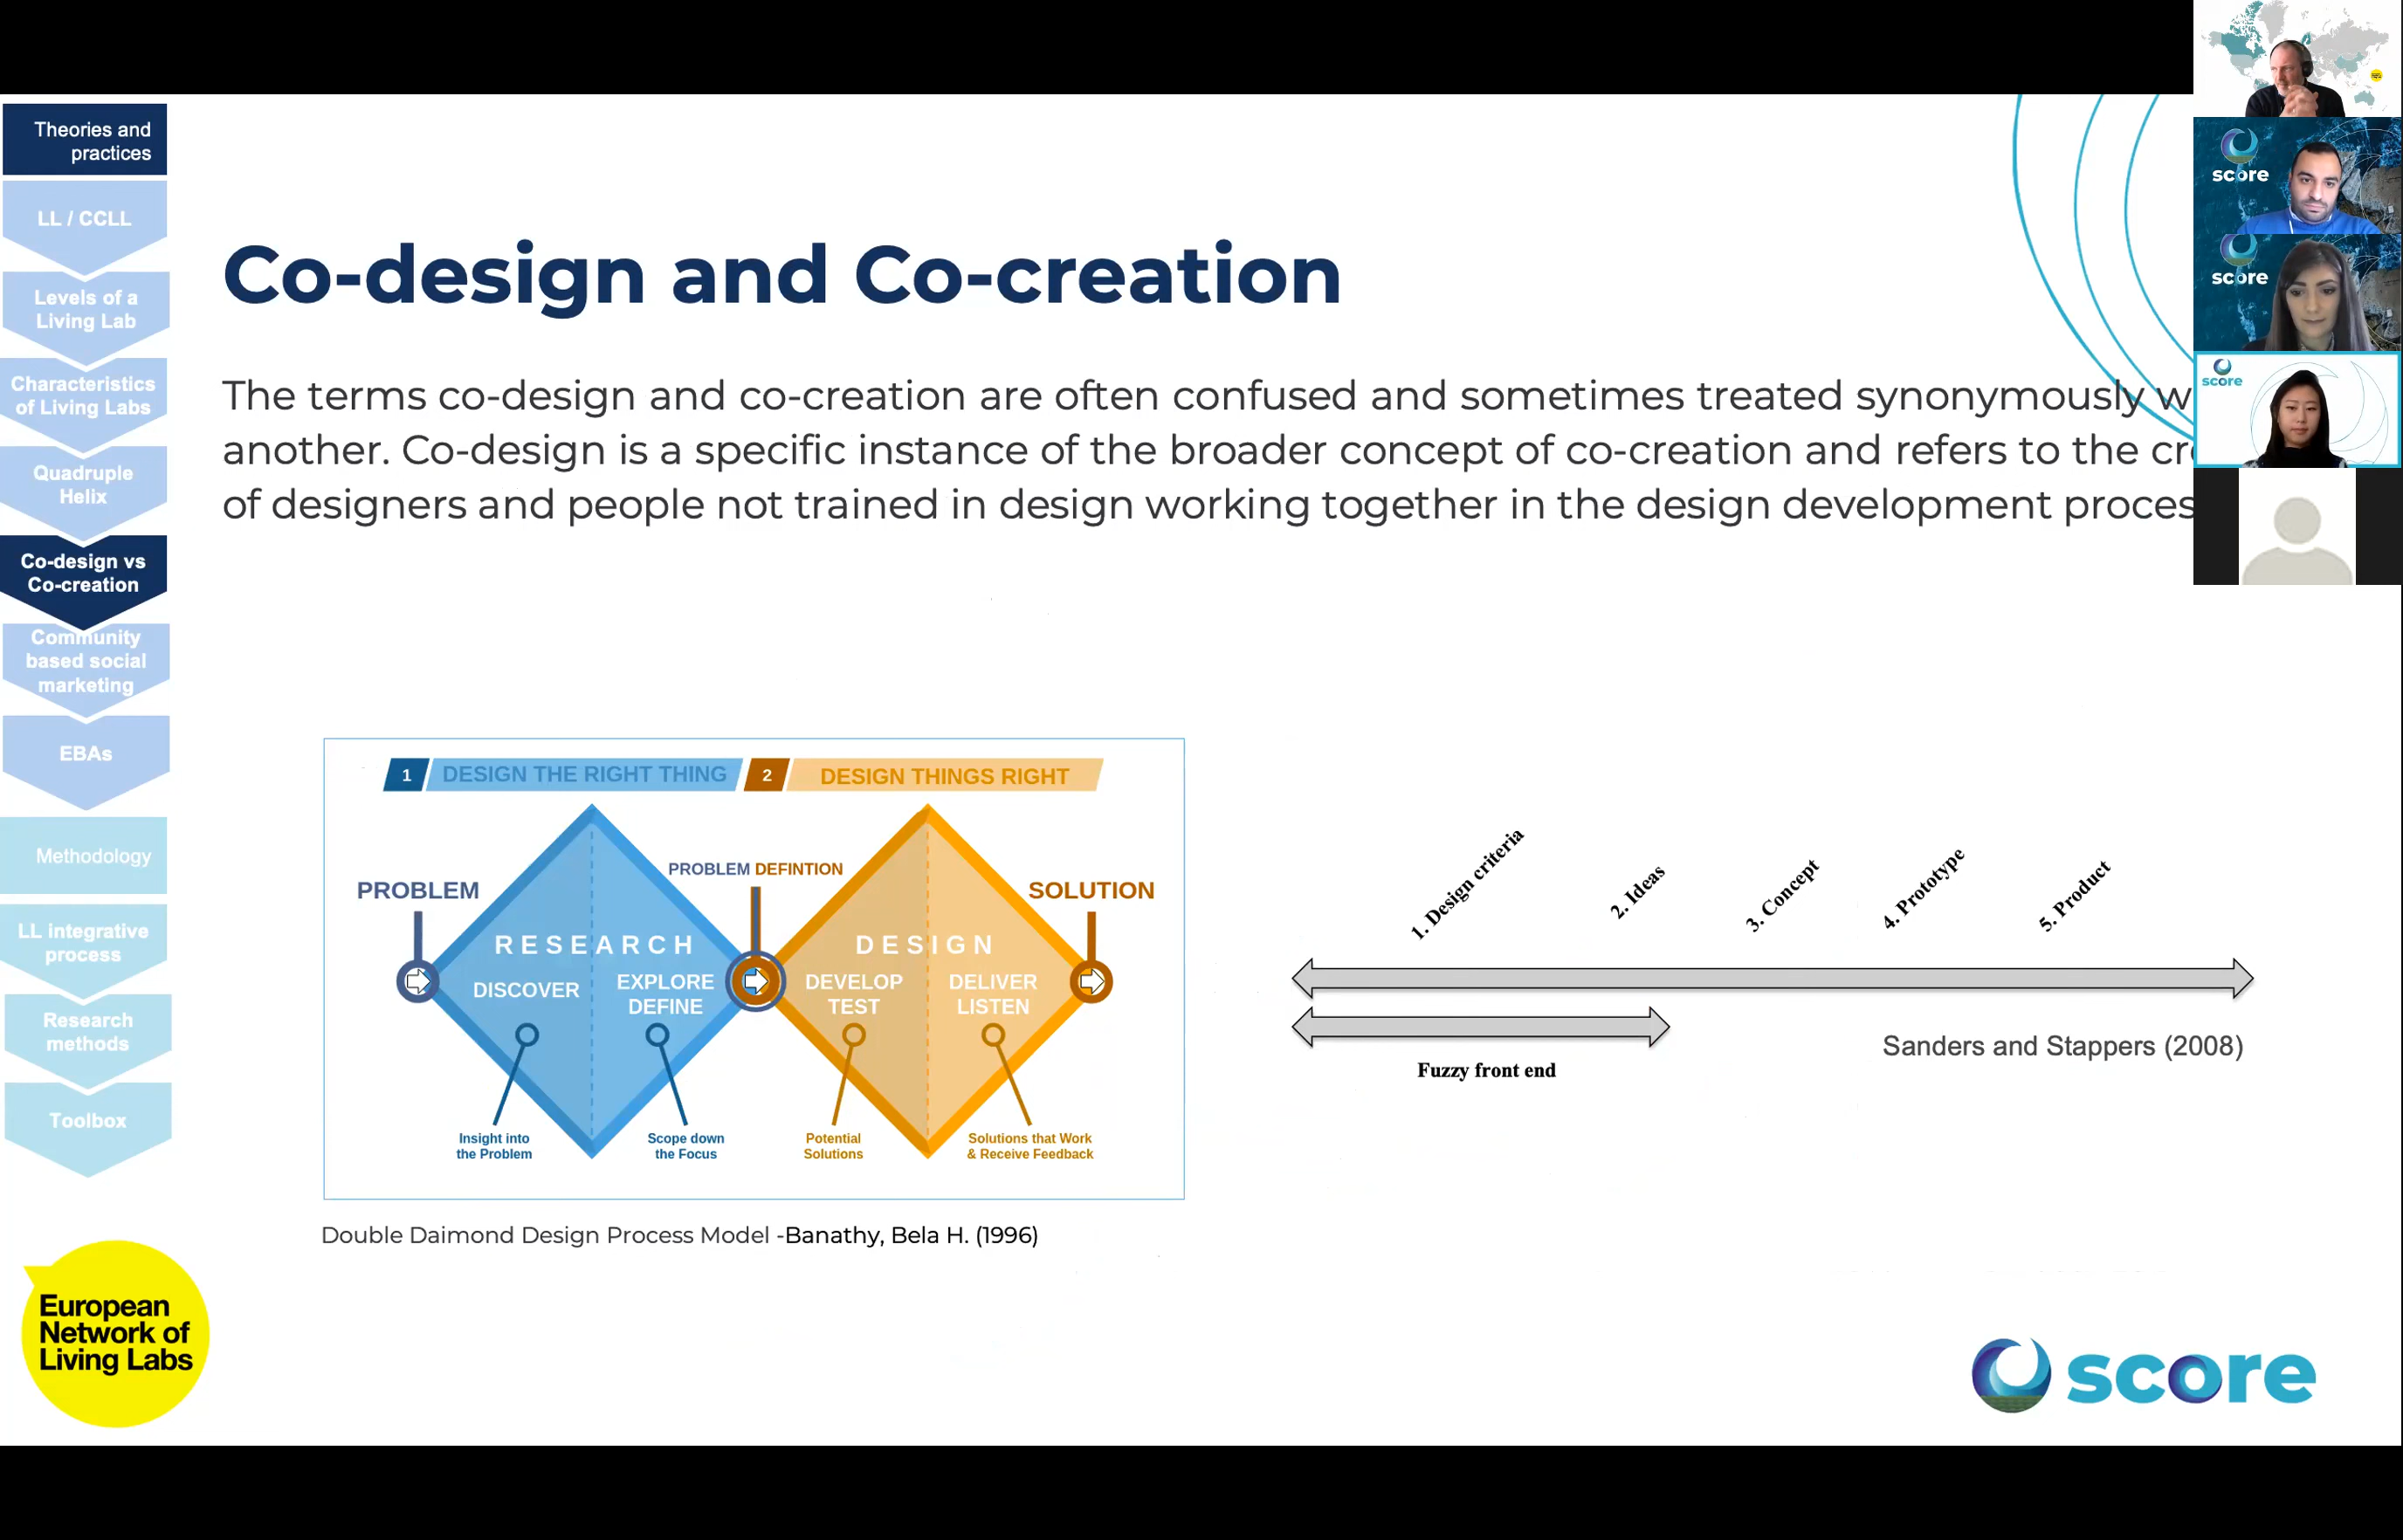 Theories and
practices
LL / CCLL
Levels of a
Living Lab
Characteristics
of Living Labs
Quadruple
Helix
Co-design vs
Co-creation
Community
based social
marketing
EBAs
Methodology
LL integrative
process
Research
methods
Toolbox
European
Network of
Living Labs
Co-design and Co-creation
The terms co-design and co-creation are often confused and sometimes treated synonymously
another. Co-design is a specific instance of the broader concept of co-creation and refers to the
of designers and people not trained in design working together in the design development
1 DESIGN THE RIGHT THING 2 DESIGN THINGS RIGHT
PROBLEM
PROBLEM DEFINTION
SOLUTION
RESEARCH
DISCOVER
EXPLORE
DEFINE
DESIGN
DEVELOP
TEST
DELIVER
LISTEN
Insight into
the Problem
Scope down
the Focus
Potential
Solutions
Solutions that Work
& Receive Feedback
Double Daimond Design Process Model -Banathy, Bela H. (1996)
1. Design criteria
2. Ideas
3. Concept
4. Prototype
5. Product
Fuzzy front end
Sanders and Stappers (2008)
score
score
score
score